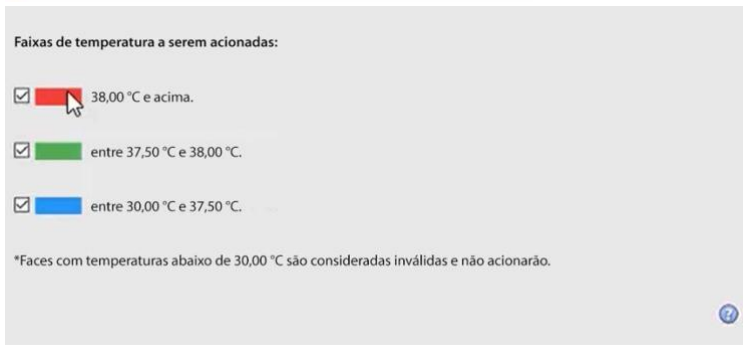 Faixas de temperatura a serem acionadas:
38,00 °C e acima.
entre 37,50 °C e 38,00 °C.
entre 30,00 °C e 37,50 °C.
*Faces com temperaturas abaixo de 30,00 °C são consideradas inválidas e não acionarão.
?